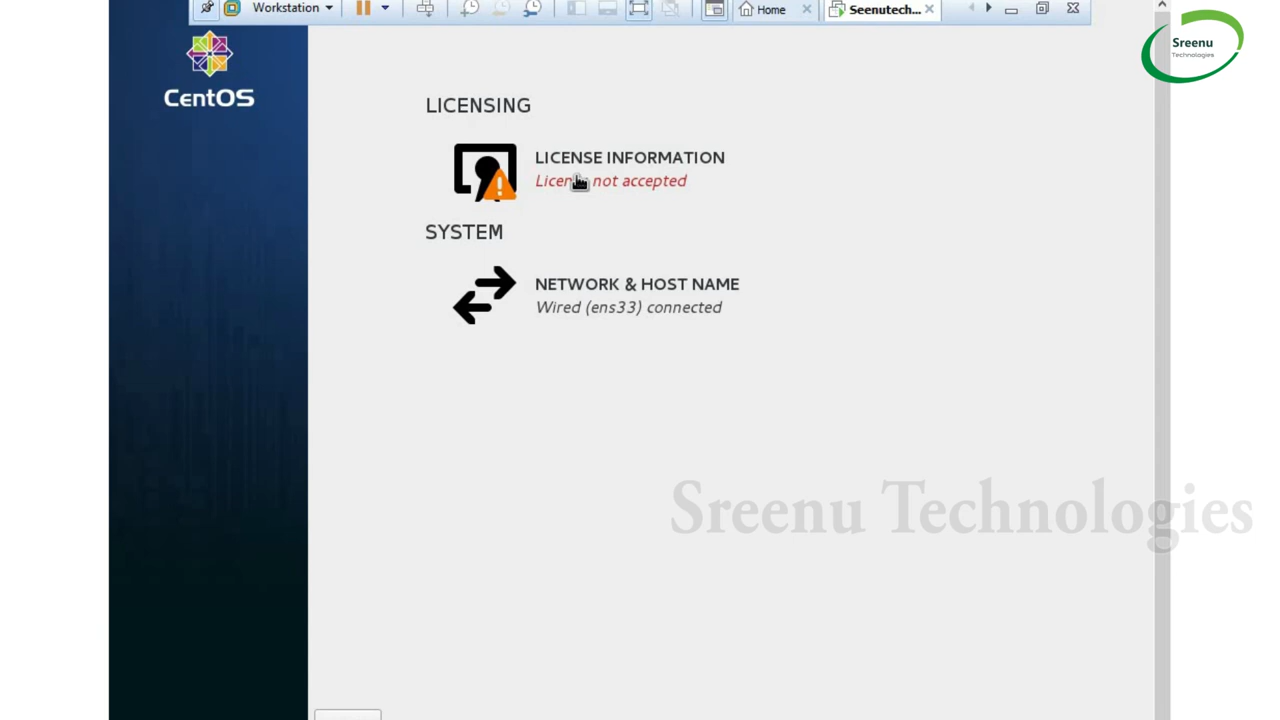 Workstation
Home
Seenutech...
Sreenu
Technologies
CentOS
LICENSING
LICENSE INFORMATION
License not accepted
SYSTEM
NETWORK & HOST NAME
Wired (ens33) connected
Sreenu Technologies